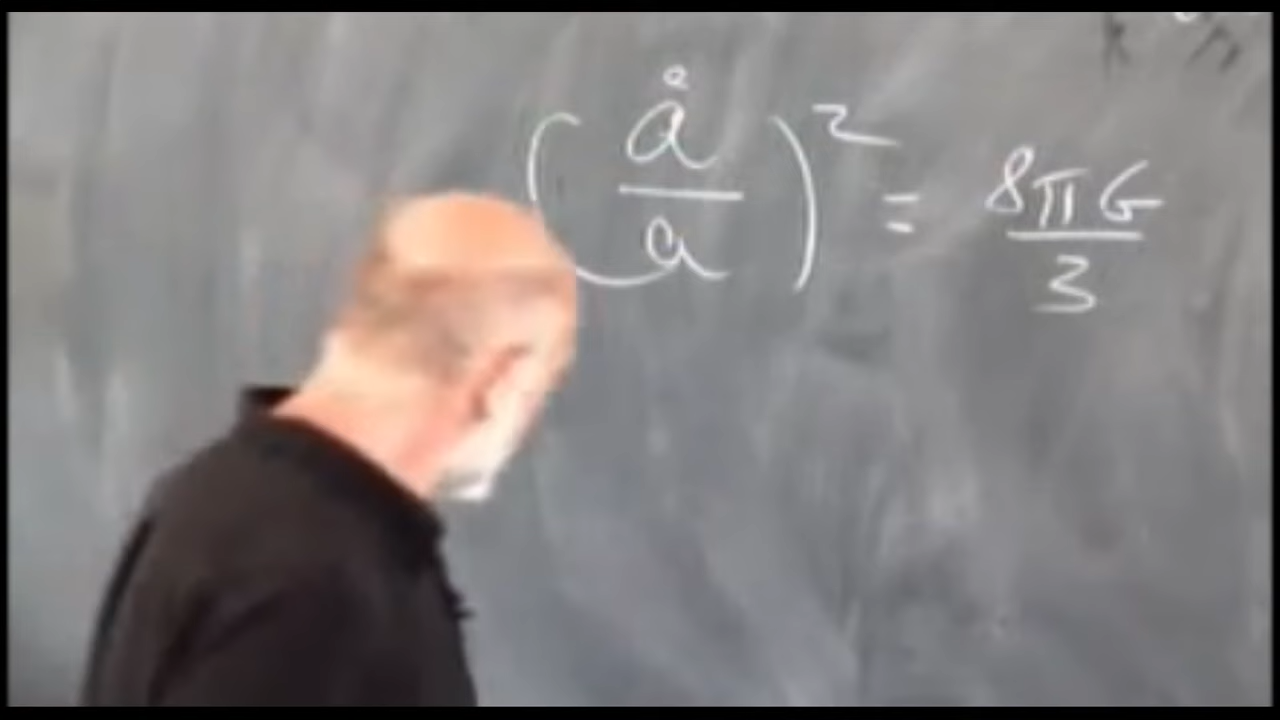 (ȧ/a)² = 8πG/3